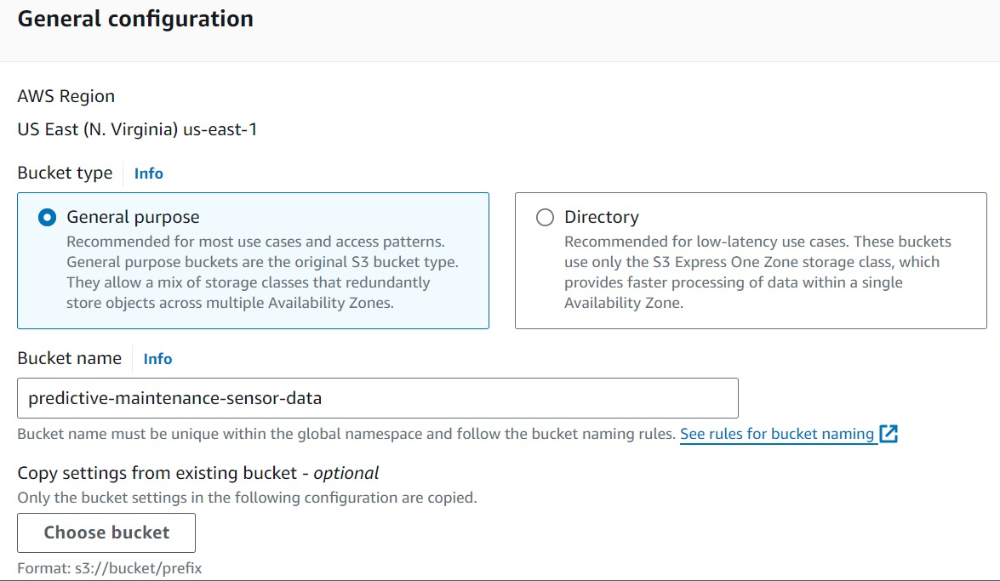 General configuration
AWS Region
US East (N. Virginia) us-east-1
Bucket type
Info
General purpose
Recommended for most use cases and access patterns.
General purpose buckets are the original S3 bucket type.
They allow a mix of storage classes that redundantly
store objects across multiple Availability Zones.
Directory
Recommended for low-latency use cases. These buckets
use only the S3 Express One Zone storage class, which
provides faster processing of data within a single
Availability Zone.
Bucket name
Info
predictive-maintenance-sensor-data
Bucket name must be unique within the global namespace and follow the bucket naming rules. See rules for bucket naming
Copy settings from existing bucket - optional
Only the bucket settings in the following configuration are copied.
Choose bucket
Format: s3://bucket/prefix